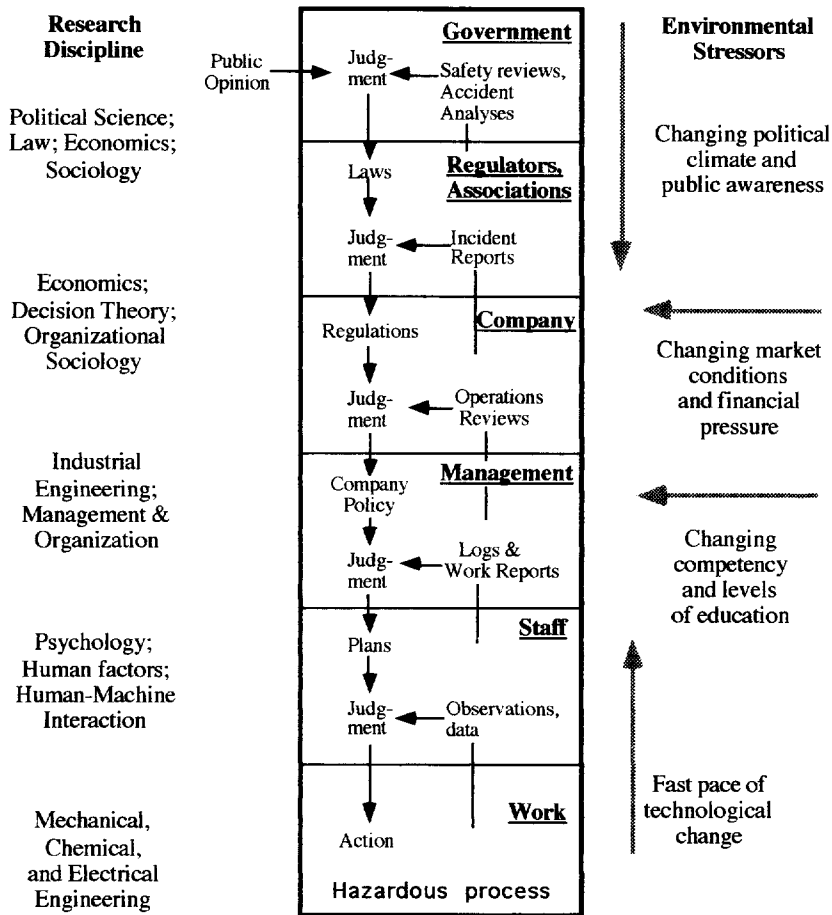 Research
Discipline
Political Science;
Law; Economics;
Sociology
Economics;
Decision Theory;
Organizational
Sociology
Industrial
Engineering;
Management &
Organization
Psychology;
Human factors;
Human-Machine
Interaction
Mechanical,
Chemical,
and Electrical
Engineering
Public
Opinion
Government
Judg-
ment
Safety reviews,
Accident
Analyses
Regulators,
Associations
Laws
Judg-
ment
Incident
Reports
Company
Regulations
Judg-
ment
Operations
Reviews
Management
Company
Policy
Judg-
ment
Logs &
Work Reports
Staff
Plans
Judg-
ment
Observations,
data
Work
Action
Hazardous process
Environmental
Stressors
Changing political
climate and
public awareness
Changing market
conditions
and financial
pressure
Changing
competency
and levels
of education
Fast pace of
technological
change